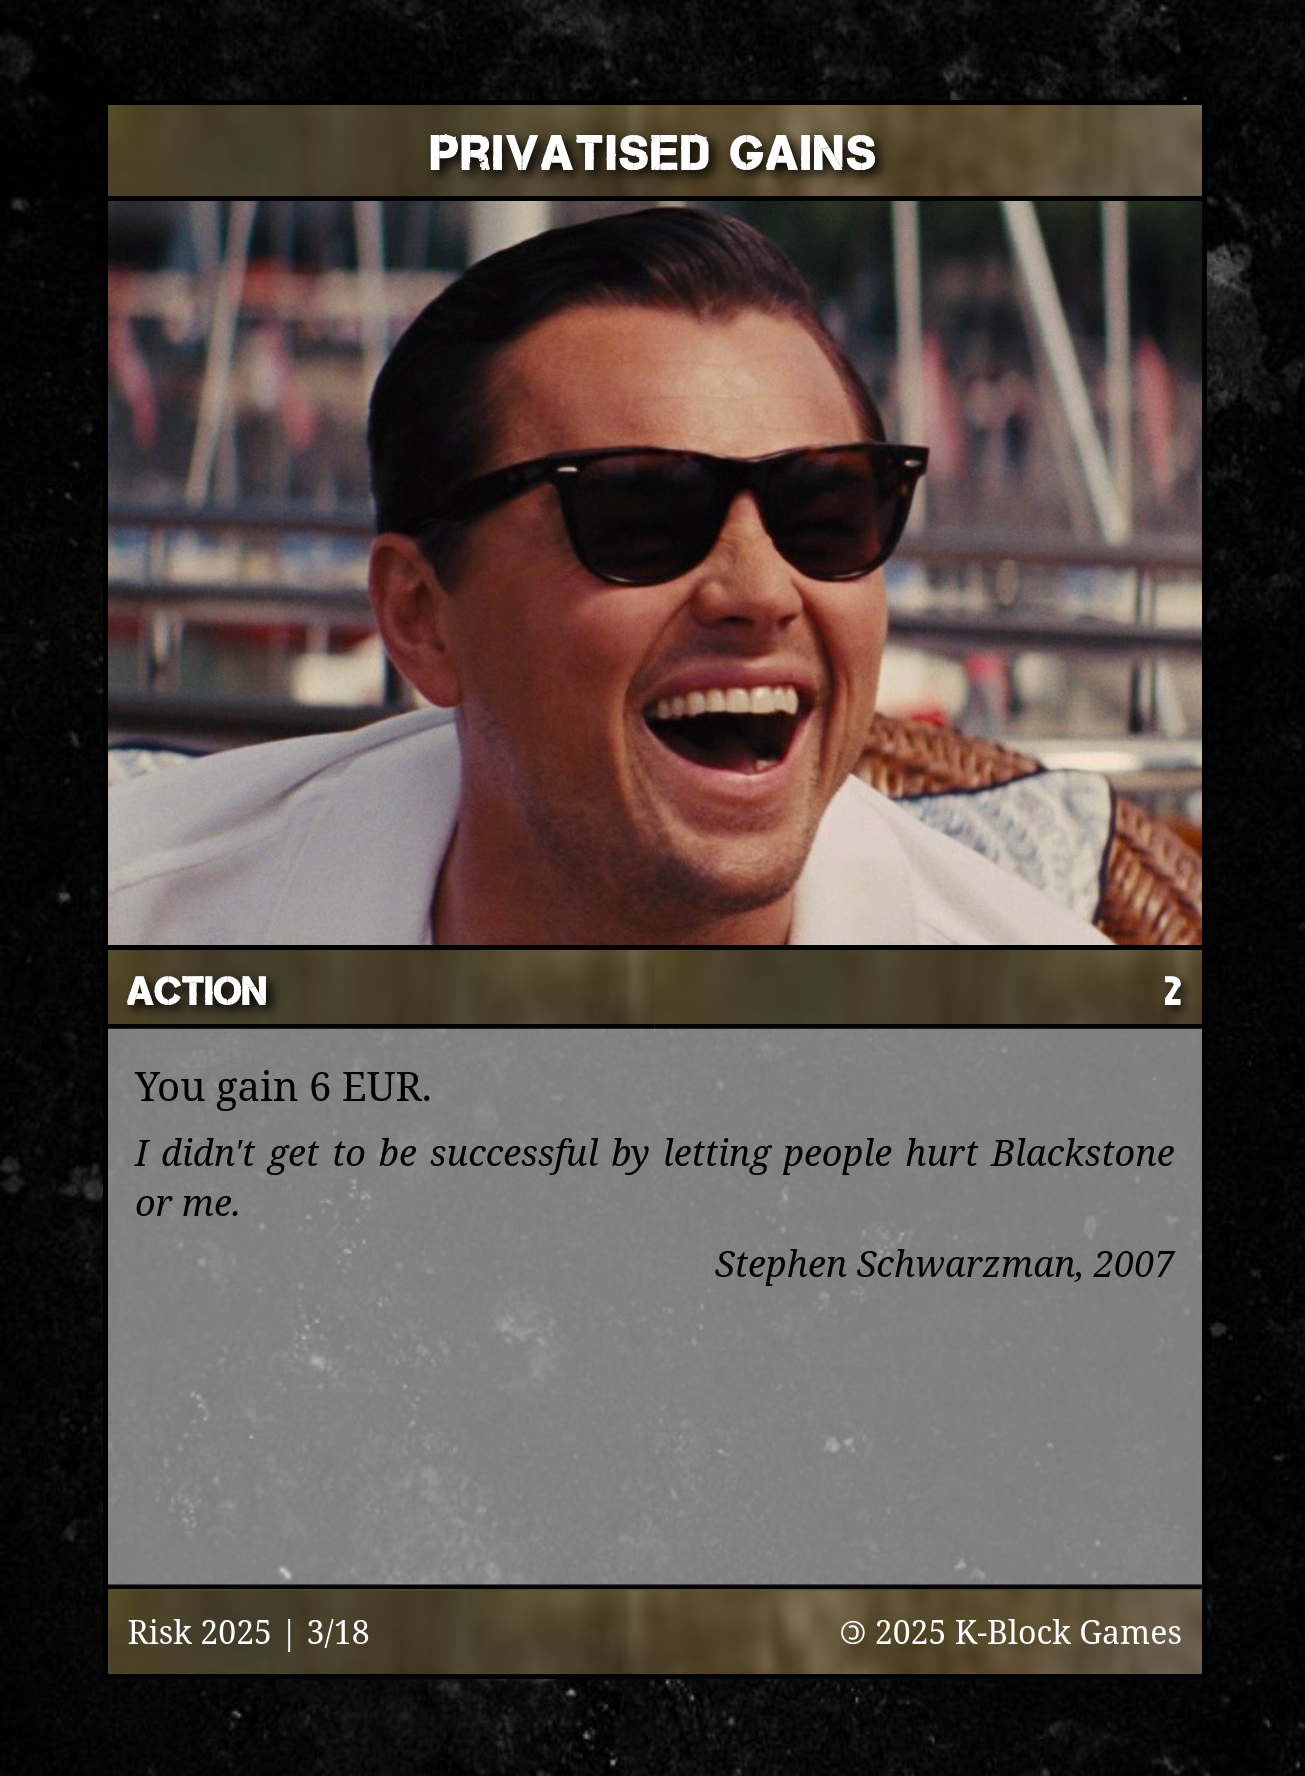 PRIVATISED GAINS
ACTION
2
You gain 6 EUR.
I didn't get to be successful by letting people hurt Blackstone
or me.
Stephen Schwarzman, 2007
Risk 2025 | 3/18
🄯 2025 K-Block Games